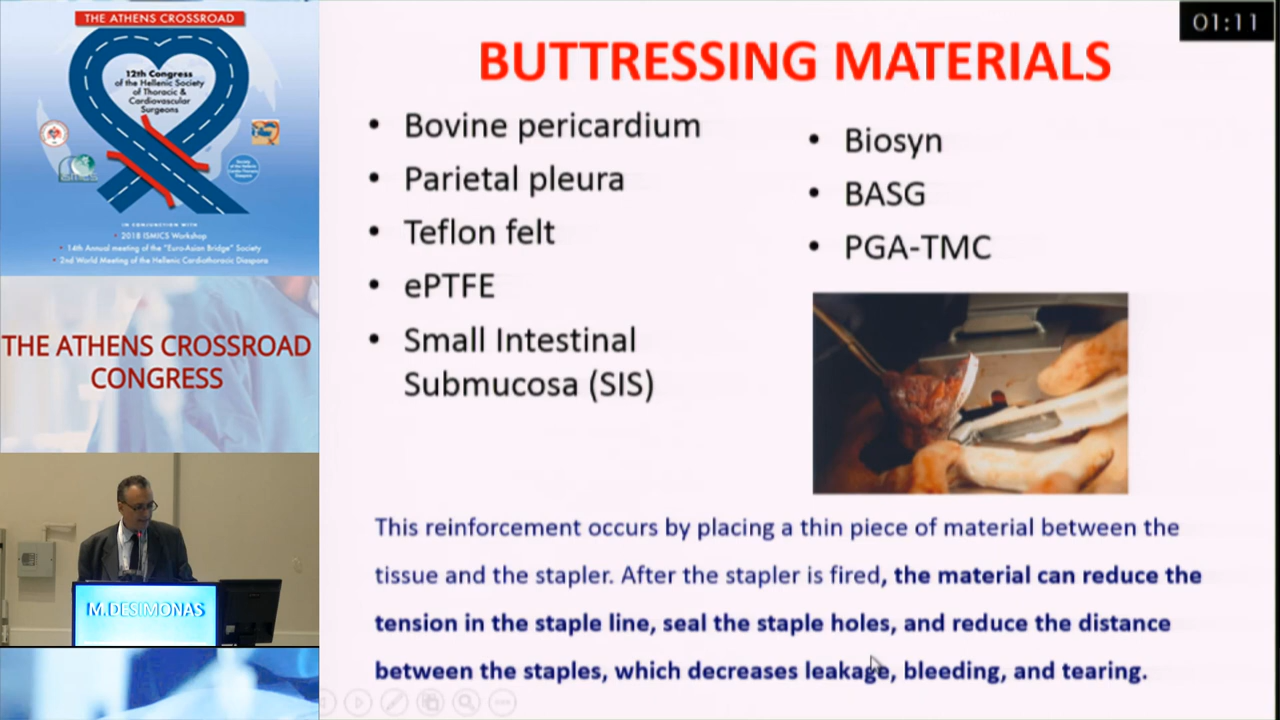 THE ATHENS CROSSROAD
12th Congress
of the Hellenic Society
of Thoracic &
Cardiovascular
Surgeons
IN CONJUNCTION WITH
• 2018 ISMICS Workshop
• 14th Annual meeting of the "Euro-Asian Bridge" Society
• 2nd World Meeting of the Hellenic Cardiothoracic Diaspora
THE ATHENS CROSSROAD
CONGRESS
M.DESIMONAS
01:11
BUTTRESSING MATERIALS
• Bovine pericardium
• Parietal pleura
• Teflon felt
• ePTFE
• Small Intestinal
Submucosa (SIS)
• Biosyn
• BASG
• PGA-TMC
This reinforcement occurs by placing a thin piece of material between the
tissue and the stapler. After the stapler is fired, the material can reduce the
tension in the staple line, seal the staple holes, and reduce the distance
between the staples, which decreases leakage, bleeding, and tearing.